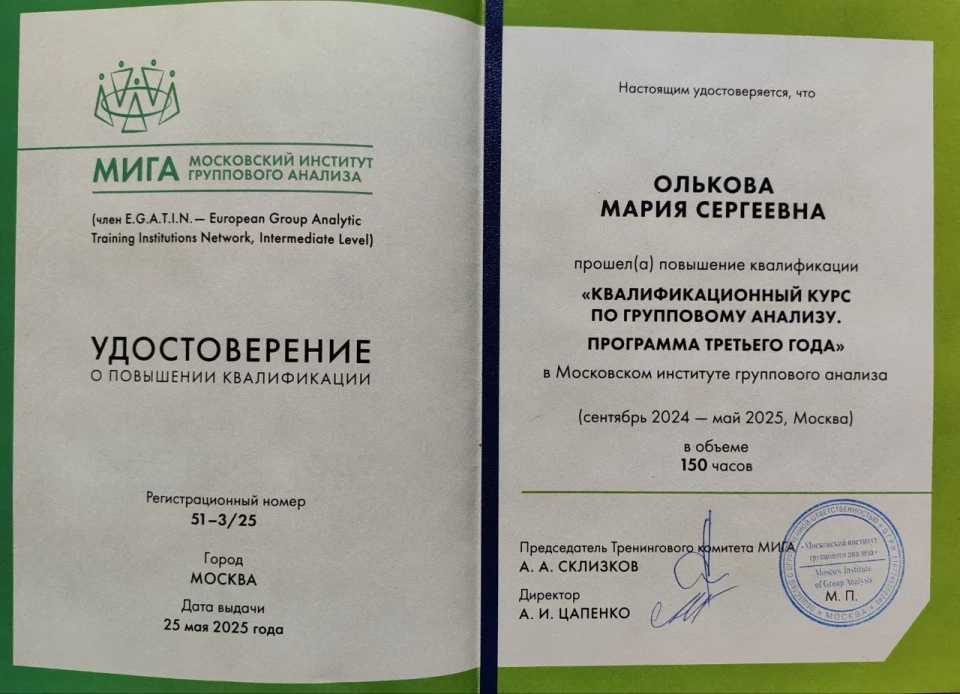 МИГА
МОСКОВСКИЙ ИНСТИТУТ
ГРУППОВОГО АНАЛИЗА
(член E.G.A.T.I.N. — European Group Analytic
Training Institutions Network, Intermediate Level)
УДОСТОВЕРЕНИЕ
О ПОВЫШЕНИИ КВАЛИФИКАЦИИ
Регистрационный номер
51–3/25
Город
МОСКВА
Дата выдачи
25 мая 2025 года
Настоящим удостоверяется, что
ОЛЬКОВА
МАРИЯ СЕРГЕЕВНА
прошел(а) повышение квалификации
«КВАЛИФИКАЦИОННЫЙ КУРС
ПО ГРУППОВОМУ АНАЛИЗУ.
ПРОГРАММА ТРЕТЬЕГО ГОДА»
в Московском институте группового анализа
(сентябрь 2024 — май 2025, Москва)
в объеме
150 часов
Председатель Тренингового комитета МИГА
А. А. СКЛИЗКОВ
Директор
А. И. ЦАПЕНКО
ОБЩЕСТВО С ОГРАНИЧЕННОЙ ОТВЕТСТВЕННОСТЬЮ
«Московский институт
группового анализа»
Moscow Institute
of Group Analysis
М. П.
МОСКВА